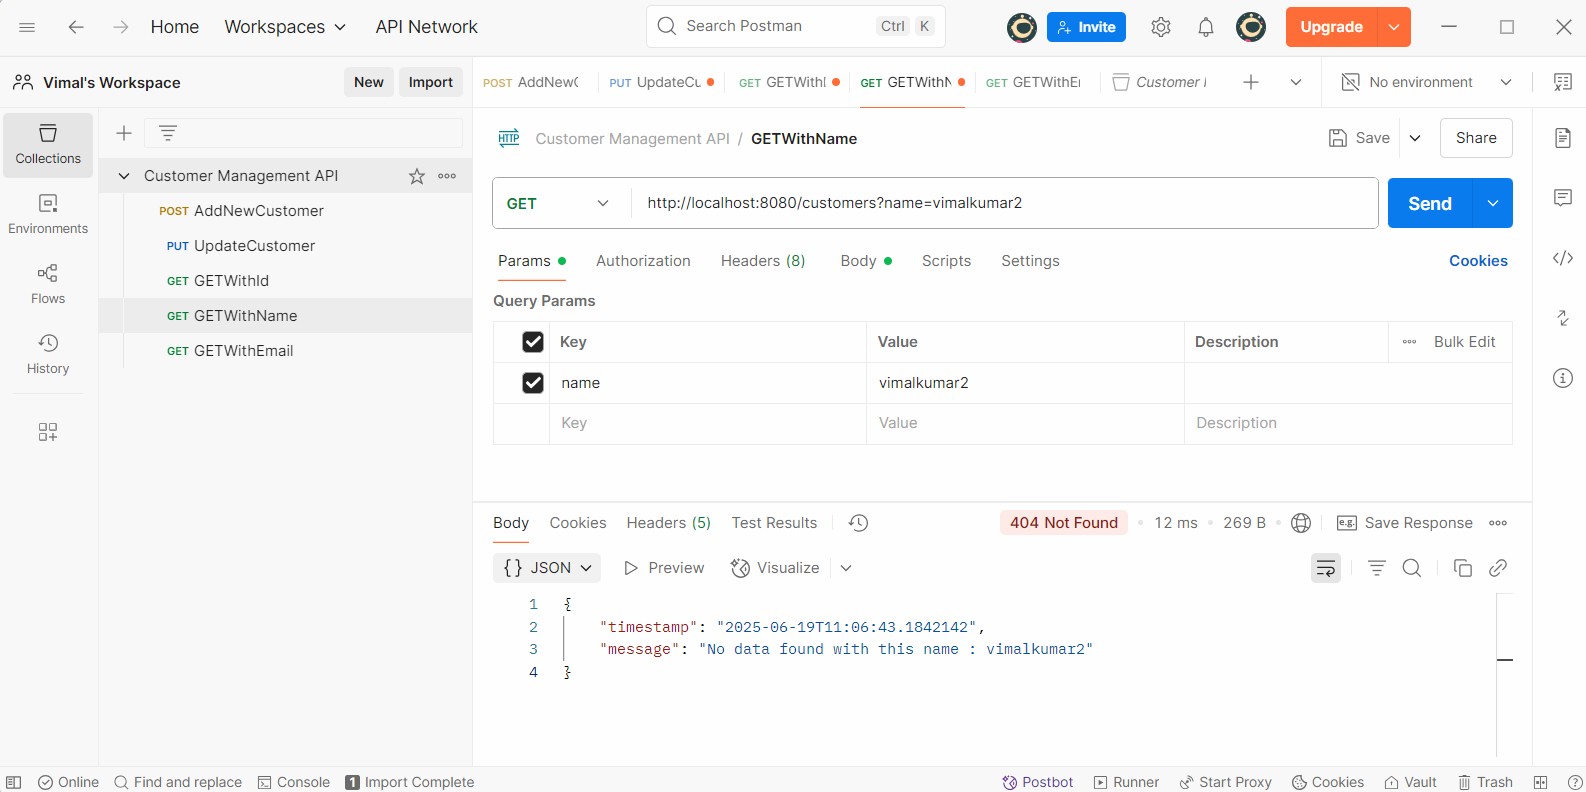 Home Workspaces API Network Search Postman Ctrl K Invite Upgrade
Vimal's Workspace New Import POST AddNewC PUT UpdateCu GET GETWithI GET GETWithN GET GETWithEr Customer No environment
Collections
Environments
Flows
History
Customer Management API
POST AddNewCustomer
PUT UpdateCustomer
GET GETWithId
GET GETWithName
GET GETWithEmail
HTTP Customer Management API / GETWithName Save Share
GET http://localhost:8080/customers?name=vimalkumar2 Send
Params Authorization Headers (8) Body Scripts Settings Cookies
Query Params
Key Value Description Bulk Edit
name vimalkumar2
Key Value Description
Body Cookies Headers (5) Test Results 404 Not Found 12 ms 269 B e.g. Save Response
{} JSON Preview Visualize
1 {
2 "timestamp": "2025-06-19T11:06:43.1842142",
3 "message": "No data found with this name : vimalkumar2"
4 }
Online Find and replace Console 1 Import Complete Postbot Runner Start Proxy Cookies Vault Trash